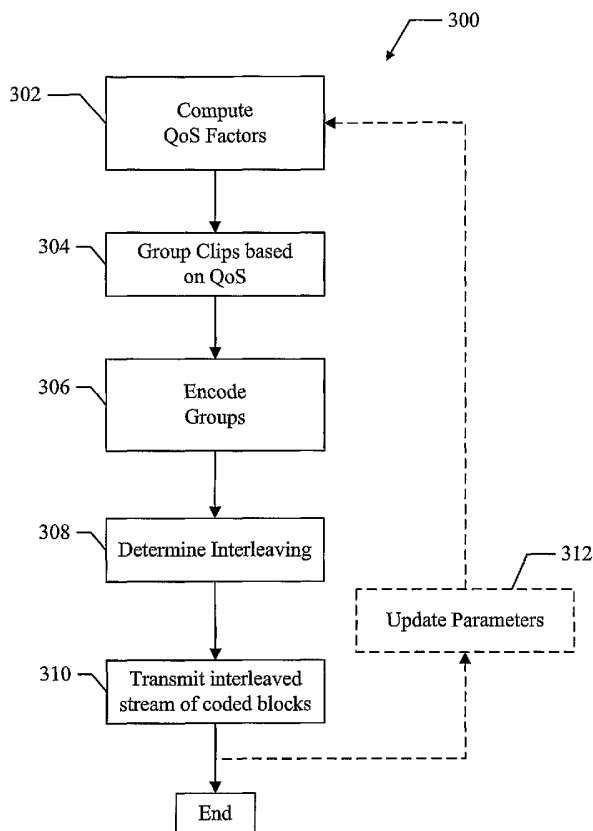 300
302
Compute
QoS Factors
304
Group Clips based
on QoS
306
Encode
Groups
308
Determine Interleaving
312
Update Parameters
310
Transmit interleaved
stream of coded blocks
End